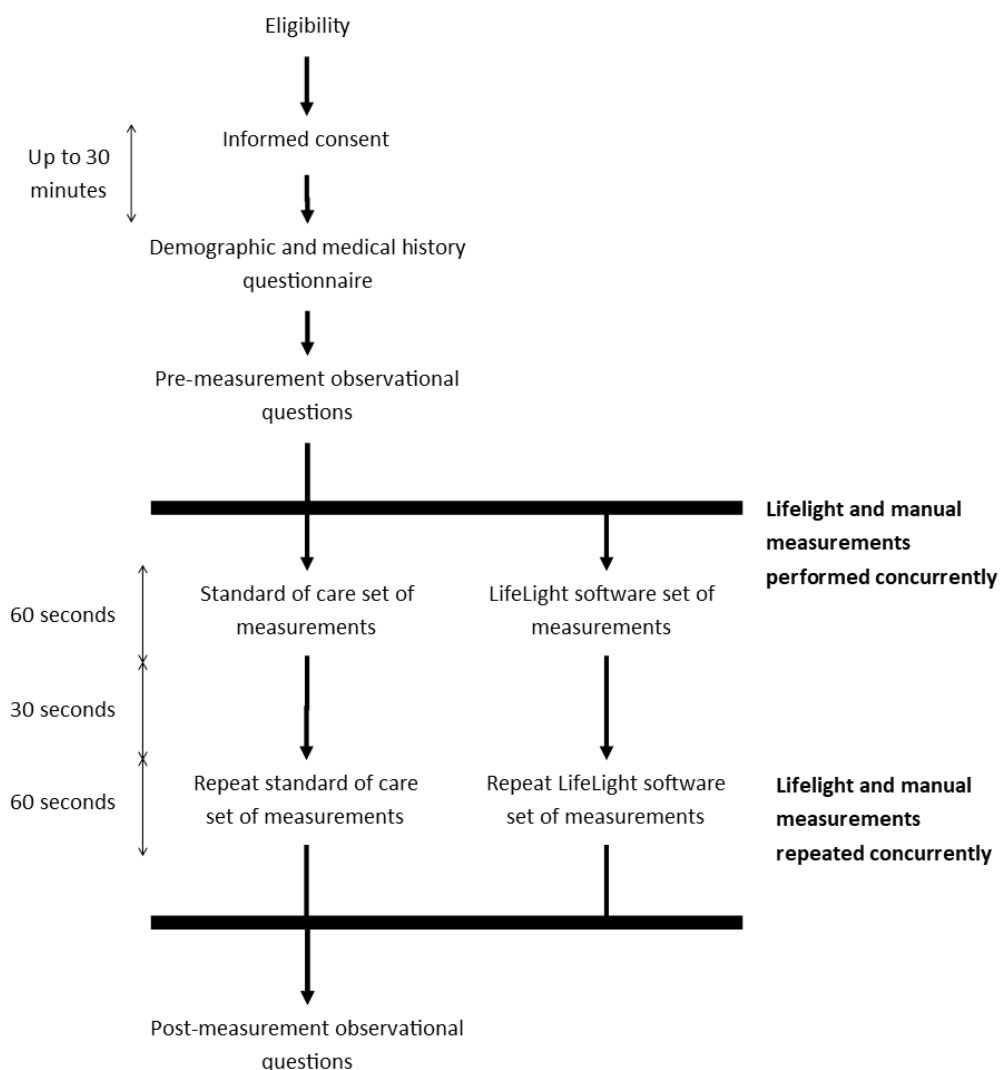 Eligibility
Informed consent
Up to 30
minutes
Demographic and medical history
questionnaire
Pre-measurement observational
questions
Lifelight and manual
measurements
performed concurrently
60 seconds
Standard of care set of
measurements
LifeLight software set of
measurements
30 seconds
60 seconds
Repeat standard of care
set of measurements
Repeat LifeLight software
set of measurements
Lifelight and manual
measurements
repeated concurrently
Post-measurement observational
questions